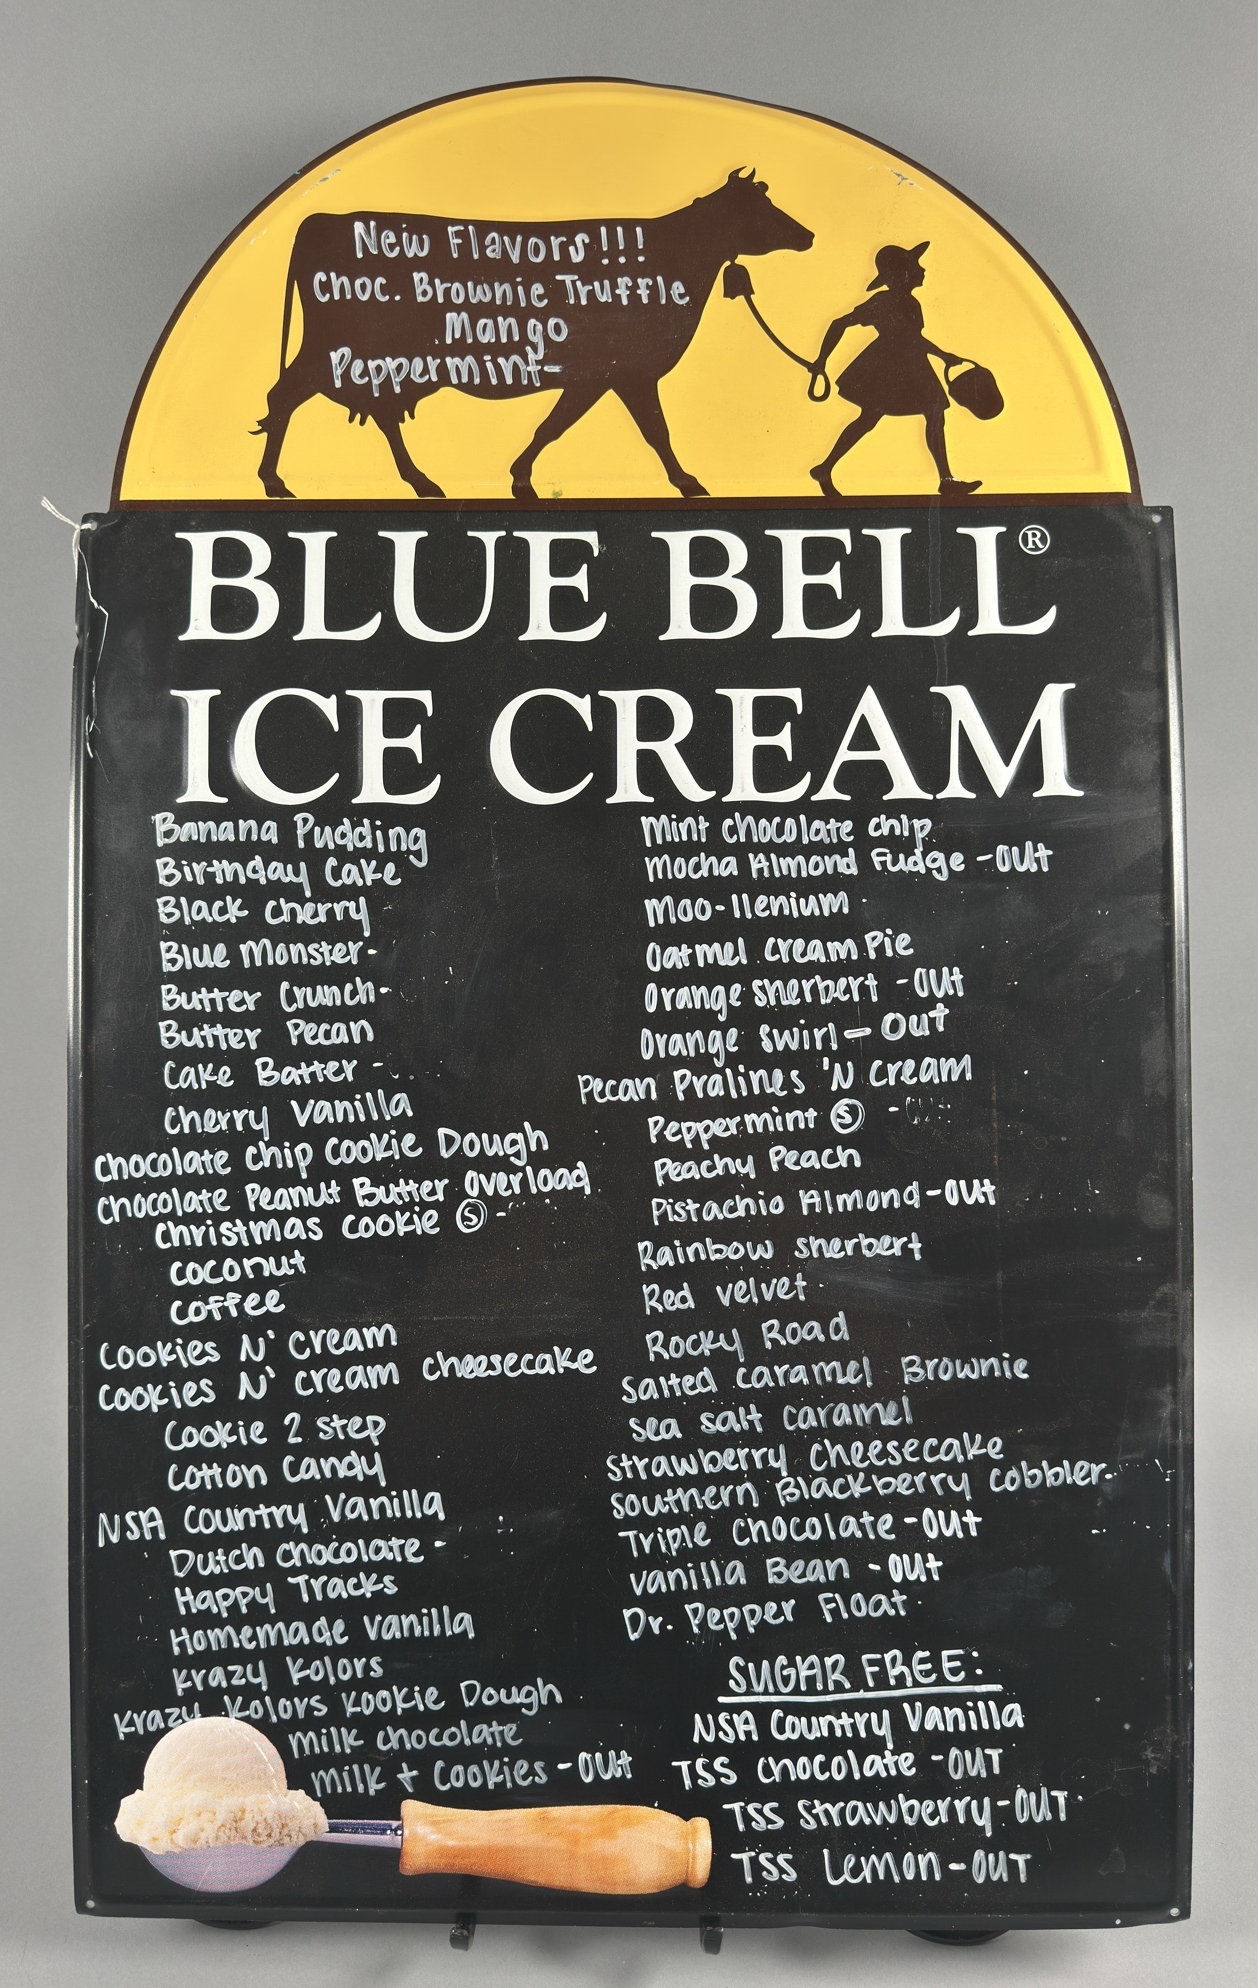 New Flavors!!!
Choc. Brownie Truffle
Mango
Peppermint-
BLUE BELL®
ICE CREAM
Banana Pudding
Birthday Cake
Black Cherry
Blue Monster-
Butter Crunch-
Butter Pecan
Cake Batter -
Cherry Vanilla
Chocolate Chip Cookie Dough
Chocolate Peanut Butter Overload
Christmas Cookie Ⓢ -
Coconut
Coffee
Cookies N' Cream
Cookies N' Cream Cheesecake
Cookie 2 Step
Cotton Candy
NSA Country Vanilla
Dutch Chocolate -
Happy Tracks
Homemade Vanilla
Krazy Kolors
Krazy Kolors Kookie Dough
Milk Chocolate
Milk + Cookies - OUT
Mint Chocolate Chip
Mocha Almond Fudge - OUT
Moo-llenium
Oatmel Cream Pie
Orange Sherbert - OUT
Orange Swirl - Out
Pecan Pralines 'N Cream
Peppermint Ⓢ -
Peachy Peach
Pistachio Almond - OUT
Rainbow Sherbert
Red Velvet
Rocky Road
Salted Caramel Brownie
Sea Salt Caramel
Strawberry Cheesecake
Southern Blackberry Cobbler
Triple Chocolate - OUT
Vanilla Bean - OUT
Dr. Pepper Float
SUGAR FREE:
NSA Country Vanilla
TSS Chocolate - OUT
TSS Strawberry - OUT
TSS Lemon - OUT